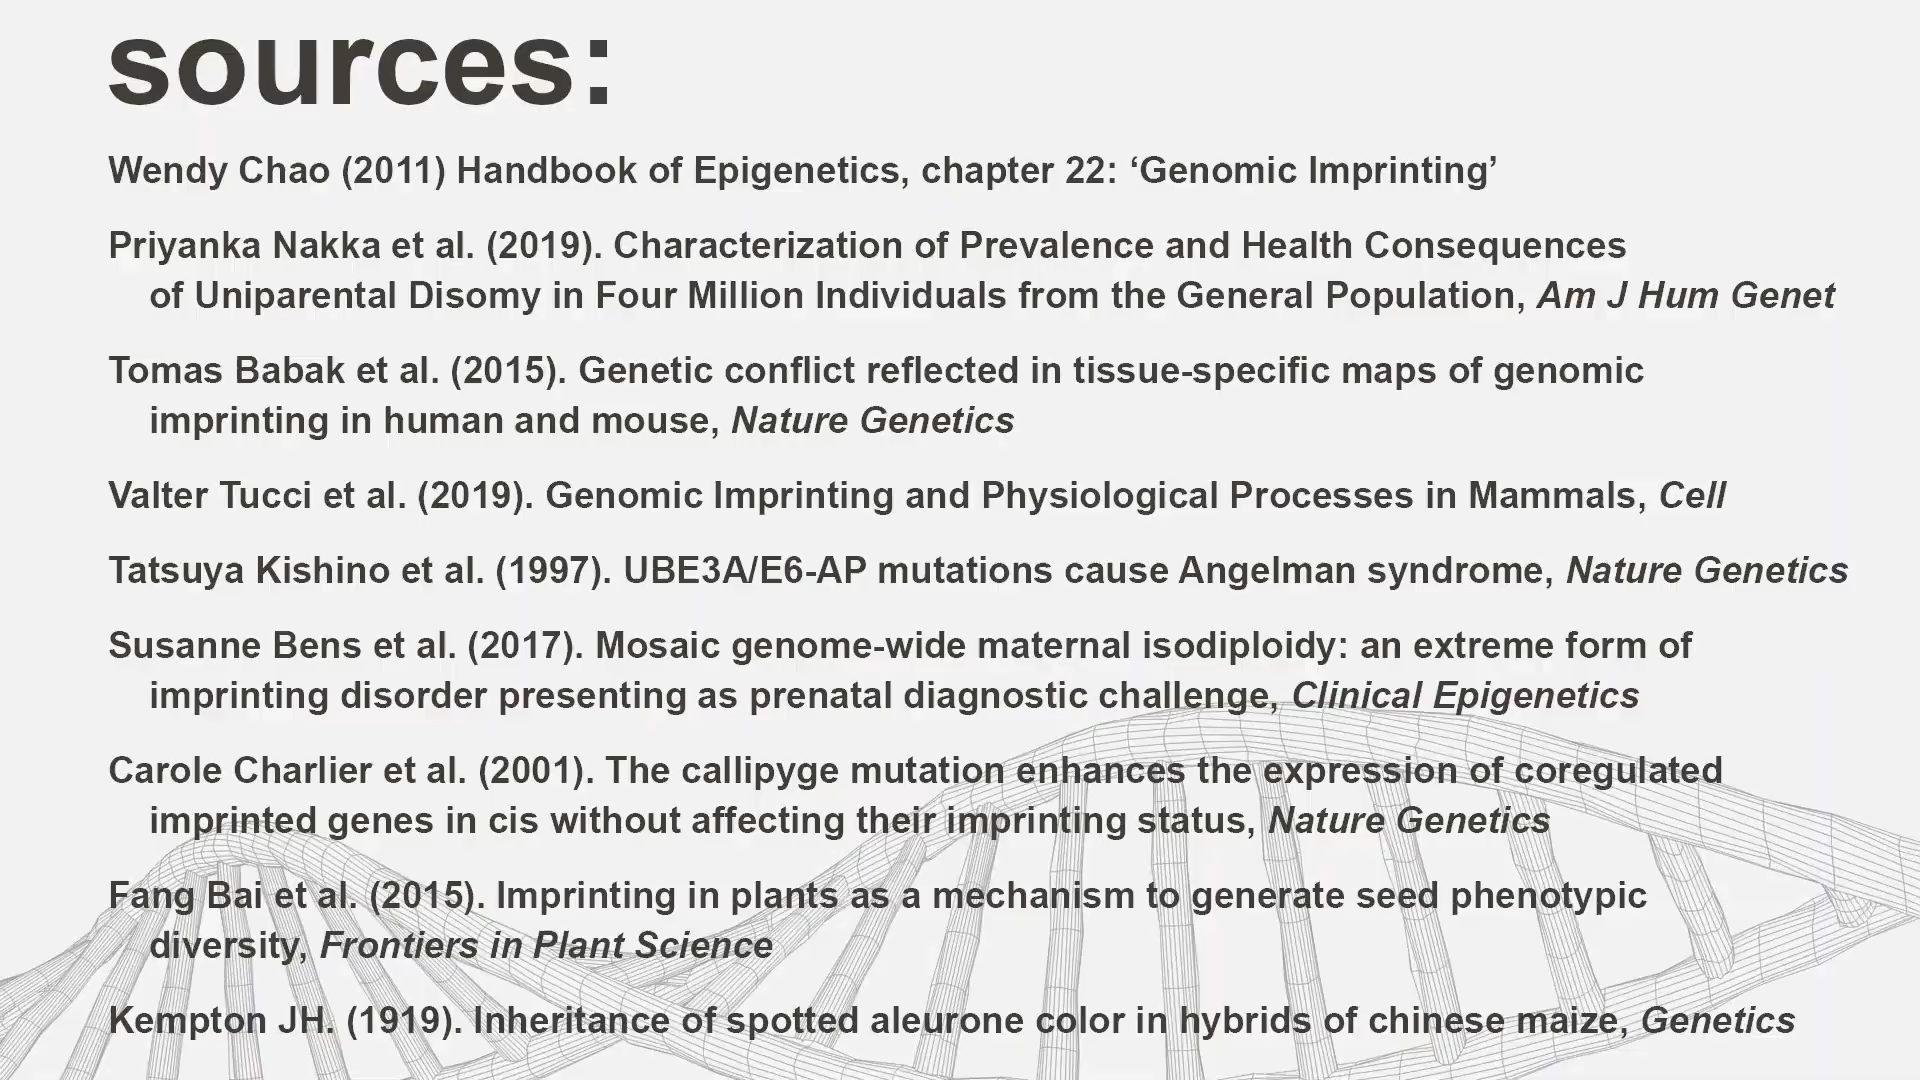 sources:
Wendy Chao (2011) Handbook of Epigenetics, chapter 22: ‘Genomic Imprinting’
Priyanka Nakka et al. (2019). Characterization of Prevalence and Health Consequences
of Uniparental Disomy in Four Million Individuals from the General Population, Am J Hum Genet
Tomas Babak et al. (2015). Genetic conflict reflected in tissue-specific maps of genomic
imprinting in human and mouse, Nature Genetics
Valter Tucci et al. (2019). Genomic Imprinting and Physiological Processes in Mammals, Cell
Tatsuya Kishino et al. (1997). UBE3A/E6-AP mutations cause Angelman syndrome, Nature Genetics
Susanne Bens et al. (2017). Mosaic genome-wide maternal isodiploidy: an extreme form of
imprinting disorder presenting as prenatal diagnostic challenge, Clinical Epigenetics
Carole Charlier et al. (2001). The callipyge mutation enhances the expression of coregulated
imprinted genes in cis without affecting their imprinting status, Nature Genetics
Fang Bai et al. (2015). Imprinting in plants as a mechanism to generate seed phenotypic
diversity, Frontiers in Plant Science
Kempton JH. (1919). Inheritance of spotted aleurone color in hybrids of chinese maize, Genetics